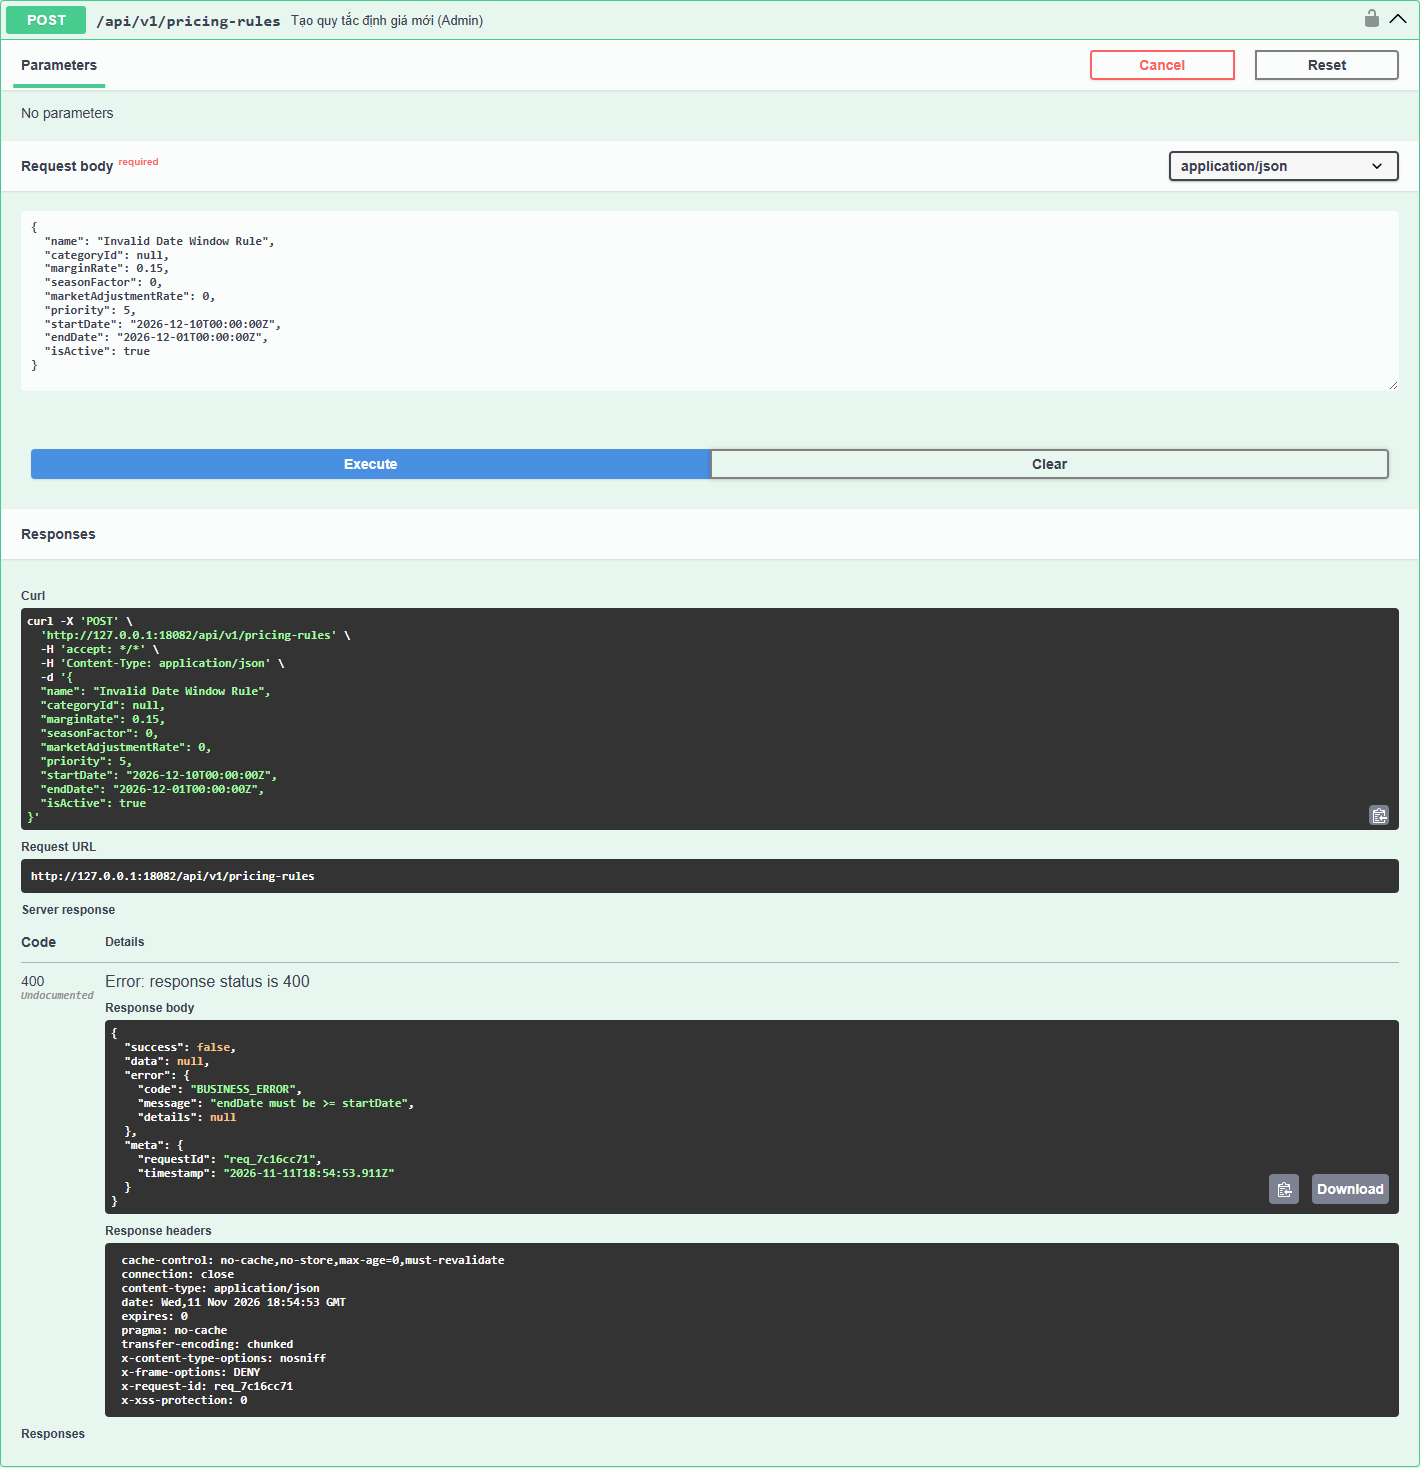 POST /api/v1/pricing-rules Tạo quy tắc định giá mới (Admin)
Parameters
Cancel
Reset
No parameters
Request body required
application/json
{
  "name": "Invalid Date Window Rule",
  "categoryId": null,
  "marginRate": 0.15,
  "seasonFactor": 0,
  "marketAdjustmentRate": 0,
  "priority": 5,
  "startDate": "2026-12-10T00:00:00Z",
  "endDate": "2026-12-01T00:00:00Z",
  "isActive": true
}
Execute
Clear
Responses
Curl
curl -X 'POST' \
  'http://127.0.0.1:18082/api/v1/pricing-rules' \
  -H 'accept: */*' \
  -H 'Content-Type: application/json' \
  -d '{
  "name": "Invalid Date Window Rule",
  "categoryId": null,
  "marginRate": 0.15,
  "seasonFactor": 0,
  "marketAdjustmentRate": 0,
  "priority": 5,
  "startDate": "2026-12-10T00:00:00Z",
  "endDate": "2026-12-01T00:00:00Z",
  "isActive": true
}'
Request URL
http://127.0.0.1:18082/api/v1/pricing-rules
Server response
Code Details
400 Error: response status is 400
Undocumented
Response body
{
  "success": false,
  "data": null,
  "error": {
    "code": "BUSINESS_ERROR",
    "message": "endDate must be >= startDate",
    "details": null
  },
  "meta": {
    "requestId": "req_7c16cc71",
    "timestamp": "2026-11-11T18:54:53.911Z"
  }
}
Download
Response headers
cache-control: no-cache,no-store,max-age=0,must-revalidate
connection: close
content-type: application/json
date: Wed,11 Nov 2026 18:54:53 GMT
expires: 0
pragma: no-cache
transfer-encoding: chunked
x-content-type-options: nosniff
x-frame-options: DENY
x-request-id: req_7c16cc71
x-xss-protection: 0
Responses